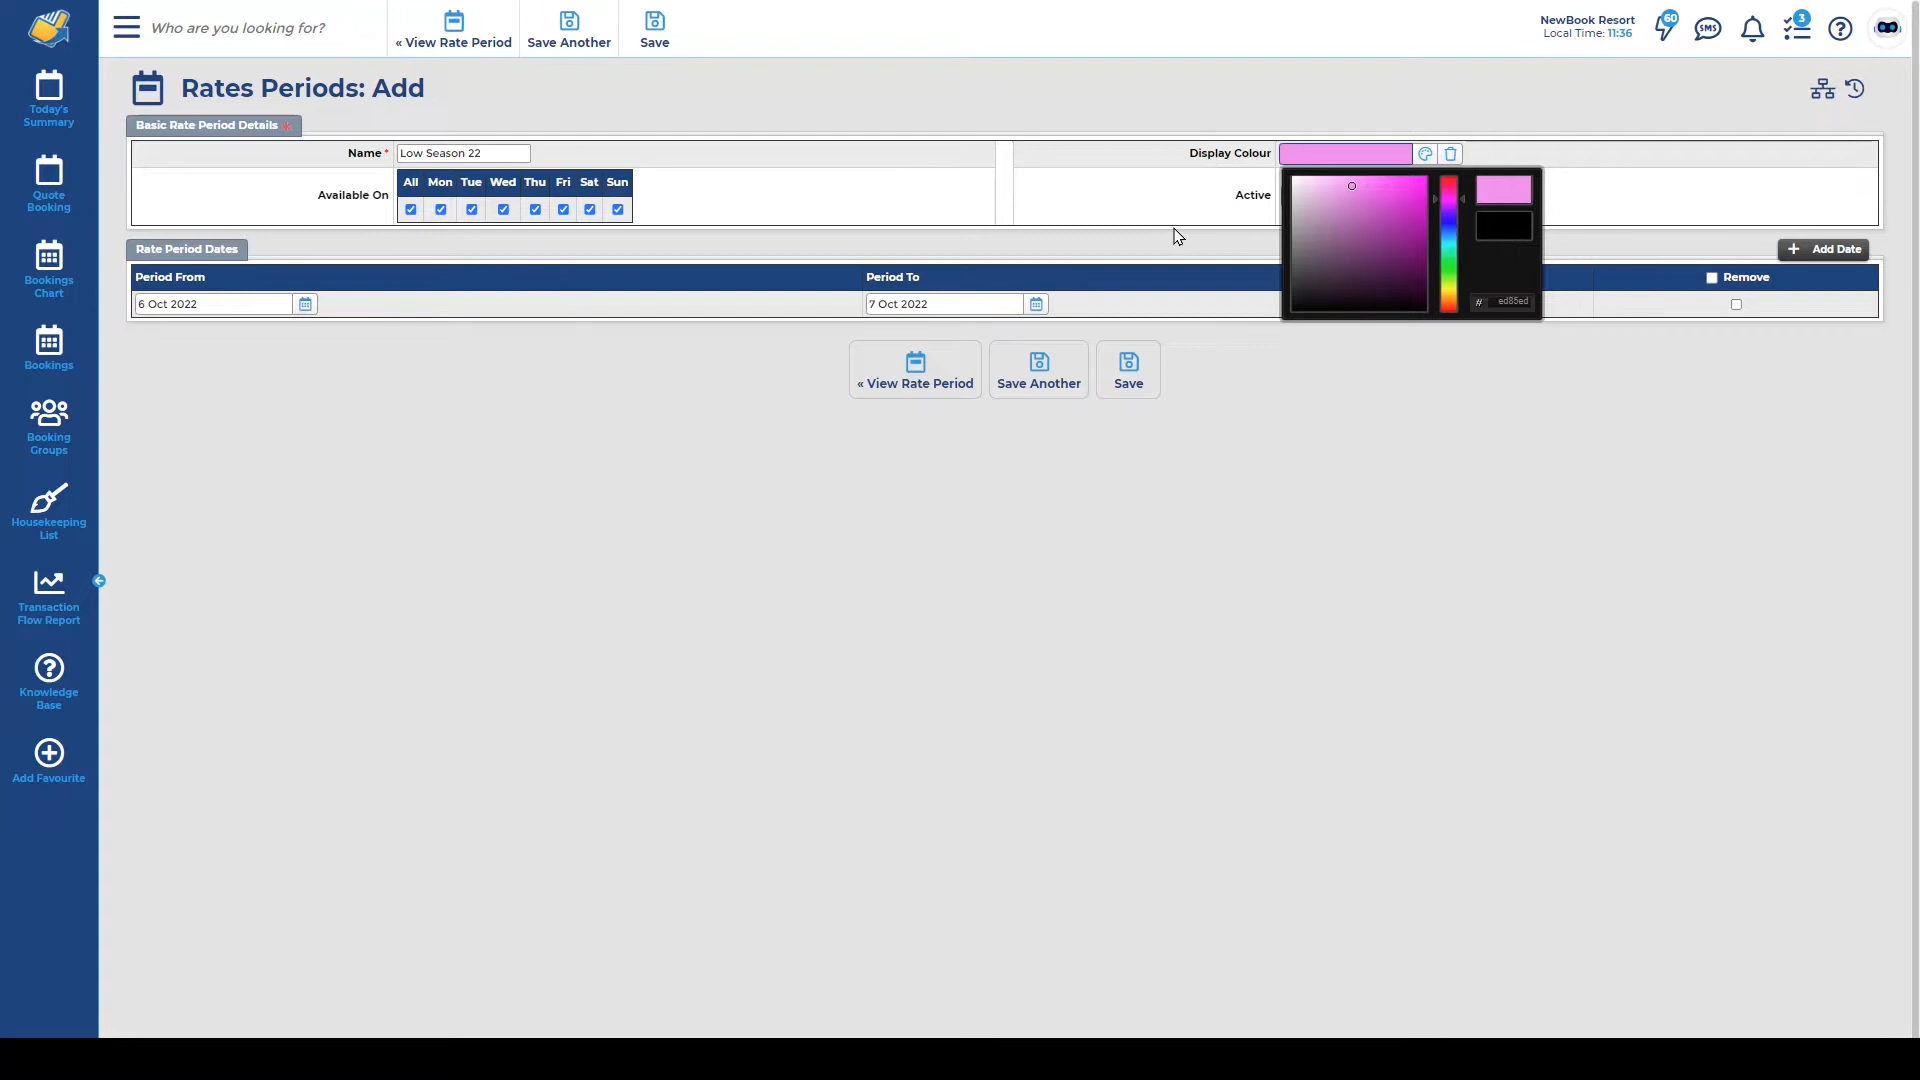 Who are you looking for?
« View Rate Period
Save Another
Save
NewBook Resort
Local Time: 11:36
60
SMS
3
Today's
Summary
Quote
Booking
Bookings
Chart
Bookings
Booking
Groups
Housekeeping
List
Transaction
Flow Report
Knowledge
Base
Add Favourite
Rates Periods: Add
Basic Rate Period Details *
Name * Low Season 22
Display Colour
Available On
All Mon Tue Wed Thu Fri Sat Sun
Active
# ed85ed
Rate Period Dates
+ Add Date
Period From Period To Remove
6 Oct 2022 7 Oct 2022
« View Rate Period
Save Another
Save